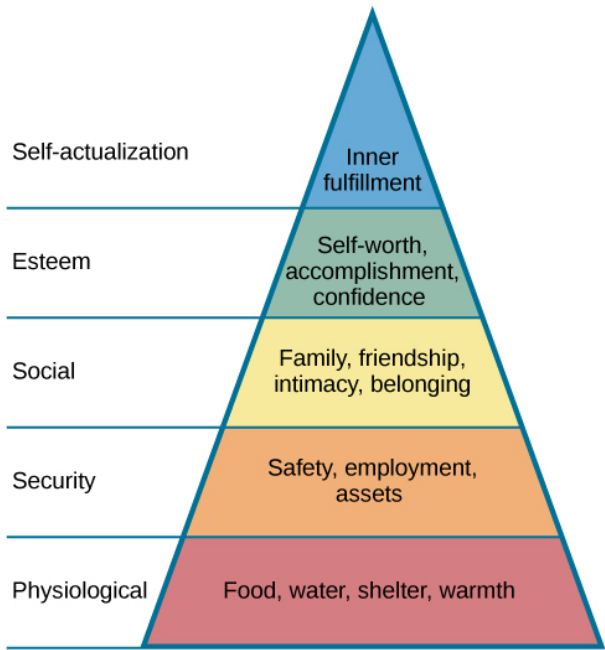 Self-actualization
Inner
fulfillment
Esteem
Self-worth,
accomplishment,
confidence
Social
Family, friendship,
intimacy, belonging
Security
Safety, employment,
assets
Physiological
Food, water, shelter, warmth